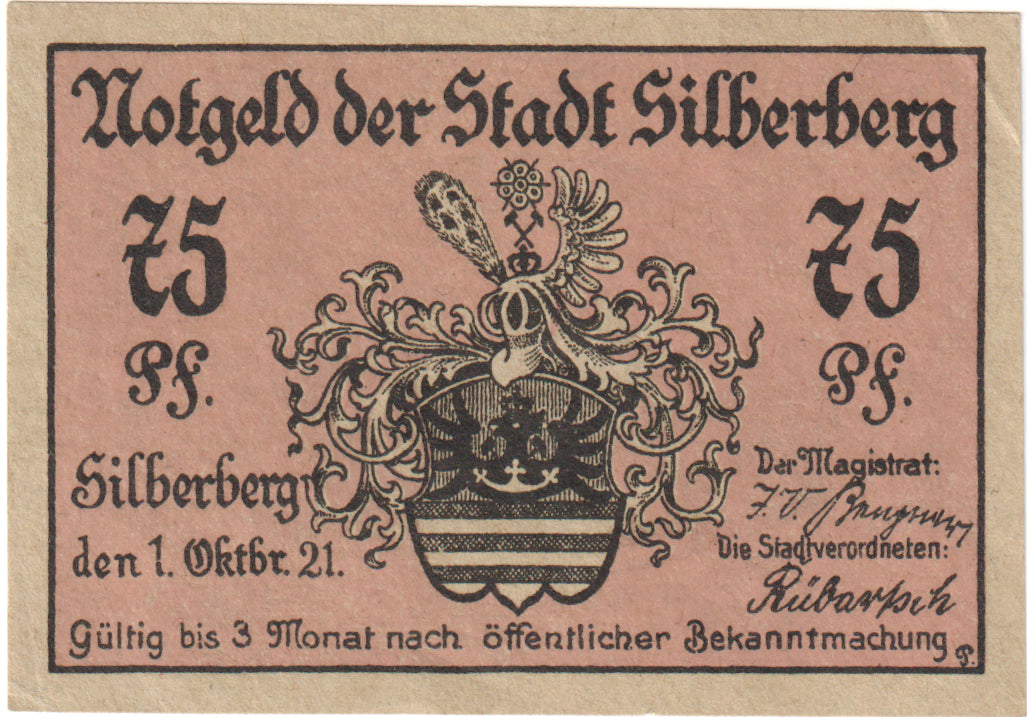 Notgeld der Stadt Silberberg
75 75
Pf. Pf.
Silberberg
den 1. Oktbr. 21.
Der Magistrat:
J. V.
Die Stadtverordneten:
Rübartsch
Gültig bis 3 Monat nach öffentlicher Bekanntmachung
P.